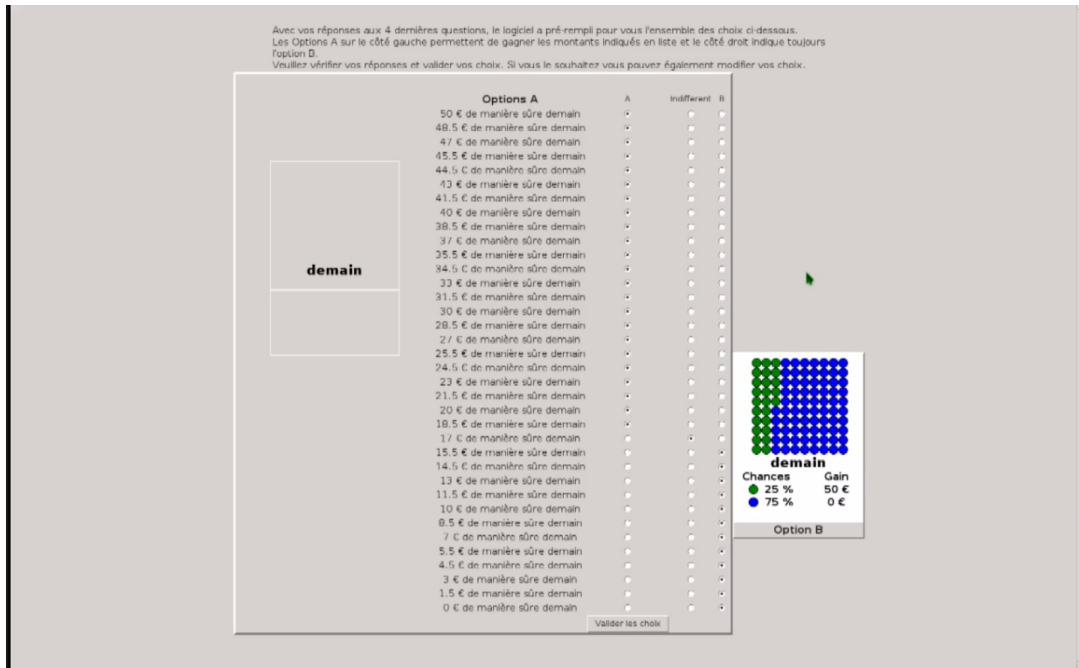 Avec vos réponses aux 4 dernières questions, le logiciel a pré-rempli pour vous l'ensemble des choix ci-dessous.
Les Options A sur le côté gauche permettent de gagner les montants indiqués en liste et le côté droit indique toujours
l'option B.
Veuillez vérifier vos réponses et valider vos choix. Si vous le souhaitez vous pouvez également modifier vos choix.
Options A A Indifferent B
50 € de manière sûre demain
48.5 € de manière sûre demain
47 € de manière sûre demain
45.5 € de manière sûre demain
44.5 € de manière sûre demain
43 € de manière sûre demain
41.5 € de manière sûre demain
40 € de manière sûre demain
38.5 € de manière sûre demain
37 € de manière sûre demain
35.5 € de manière sûre demain
34.5 € de manière sûre demain
33 € de manière sûre demain
31.5 € de manière sûre demain
30 € de manière sûre demain
28.5 € de manière sûre demain
27 € de manière sûre demain
25.5 € de manière sûre demain
24.5 € de manière sûre demain
23 € de manière sûre demain
21.5 € de manière sûre demain
20 € de manière sûre demain
18.5 € de manière sûre demain
17 € de manière sûre demain
15.5 € de manière sûre demain
14.5 € de manière sûre demain
13 € de manière sûre demain
11.5 € de manière sûre demain
10 € de manière sûre demain
8.5 € de manière sûre demain
7 € de manière sûre demain
5.5 € de manière sûre demain
4.5 € de manière sûre demain
3 € de manière sûre demain
1.5 € de manière sûre demain
0 € de manière sûre demain
Valider les choix
demain
demain
Chances Gain
25 % 50 €
75 % 0 €
Option B